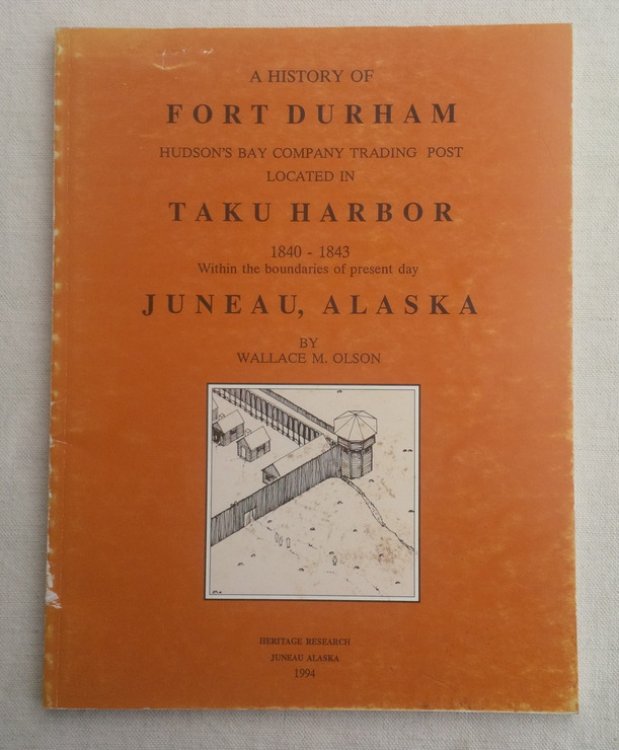 A HISTORY OF
FORT DURHAM
HUDSON'S BAY COMPANY TRADING POST
LOCATED IN
TAKU HARBOR
1840 - 1843
Within the boundaries of present day
JUNEAU, ALASKA
BY
WALLACE M. OLSON
HERITAGE RESEARCH
JUNEAU ALASKA
1994